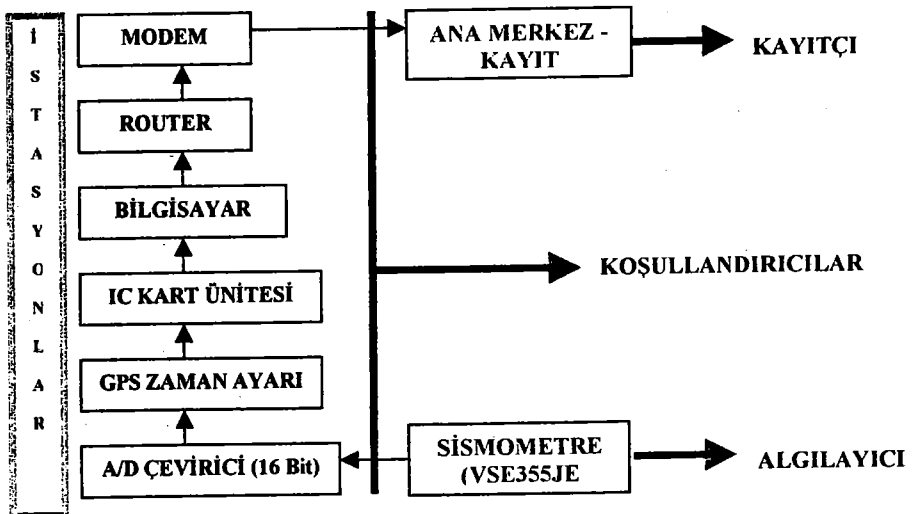 İSTASYONLAR
MODEM
ROUTER
BİLGİSAYAR
IC KART ÜNİTESİ
GPS ZAMAN AYARI
A/D ÇEVİRİCİ (16 Bit)
ANA MERKEZ -
KAYIT
KAYITÇI
KOŞULLANDIRICILAR
SİSMOMETRE
(VSE355JE
ALGILAYICI